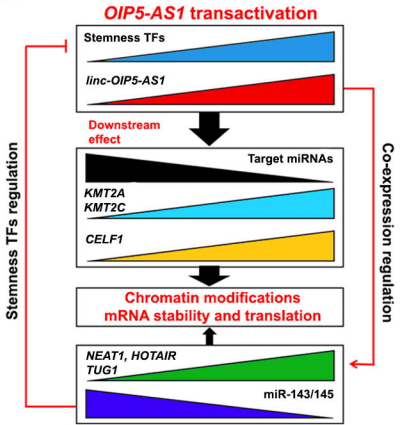 OIP5-AS1 transactivation
Stemness TFs
linc-OIP5-AS1
Downstream
effect
Target miRNAs
KMT2A
KMT2C
CELF1
Chromatin modifications
mRNA stability and translation
NEAT1, HOTAIR
TUG1
miR-143/145
Stemness TFs regulation
Co-expression regulation